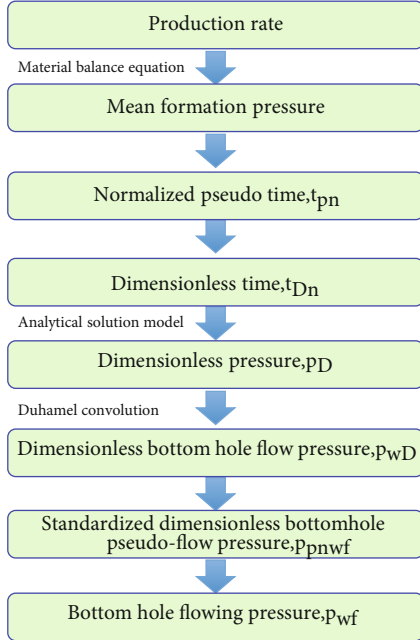 Production rate
Material balance equation
Mean formation pressure
Normalized pseudo time,tpn
Dimensionless time,tDn
Analytical solution model
Dimensionless pressure,pD
Duhamel convolution
Dimensionless bottom hole flow pressure,pwD
Standardized dimensionless bottomhole
pseudo-flow pressure,ppnwf
Bottom hole flowing pressure,pwf